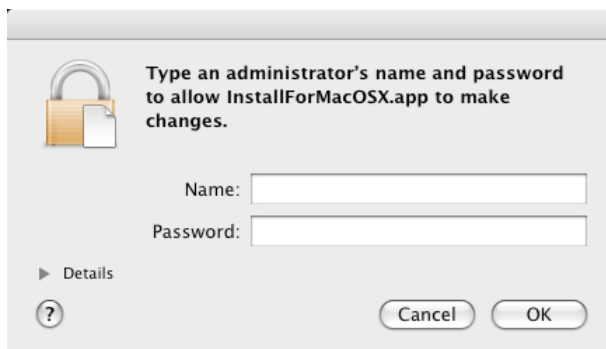 Type an administrator's name and password
to allow InstallForMacOSX.app to make
changes.
Name:
Password:
Details
?
Cancel
OK